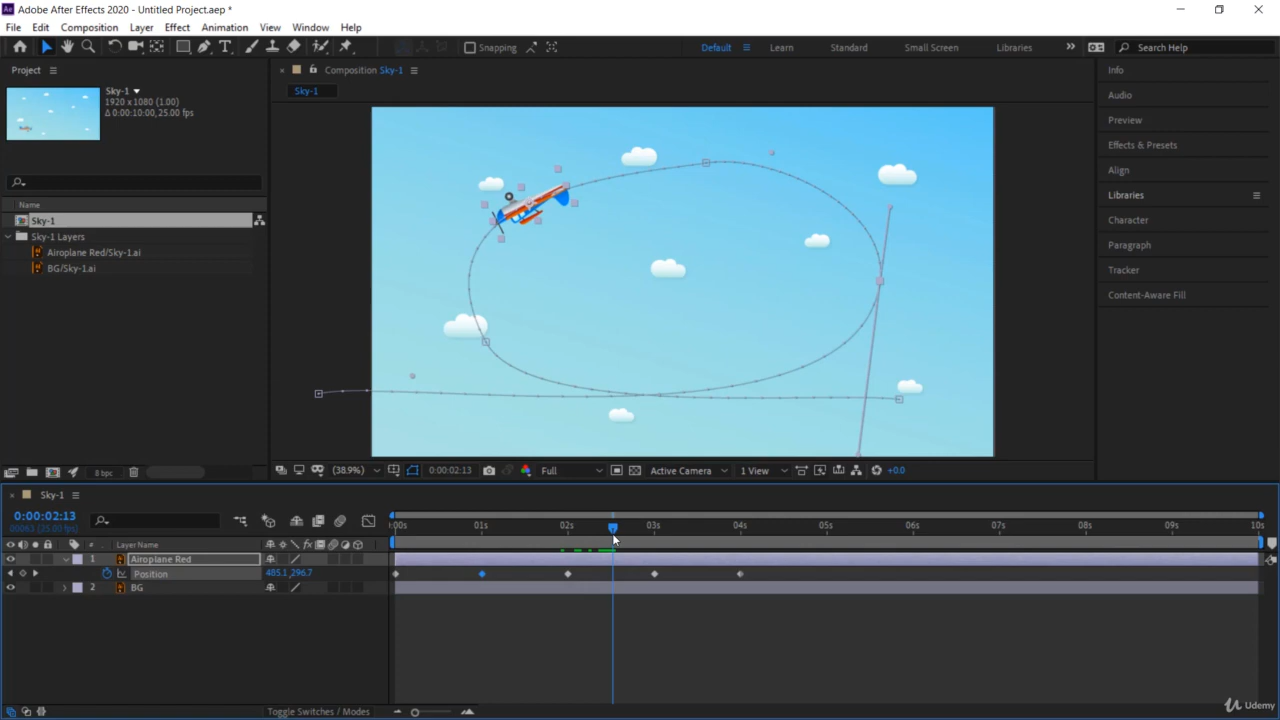 Adobe After Effects 2020 - Untitled Project.aep *
File Edit Composition Layer Effect Animation View Window Help
Snapping Default Learn Standard Small Screen Libraries Search Help
Project
Composition Sky-1
Sky-1
Sky-1
1920 x 1080 (1.00)
Δ 0:00:10:00, 25.00 fps
Name
Sky-1
Sky-1 Layers
Airoplane Red/Sky-1.ai
BG/Sky-1.ai
8 bpc
(38.9%) 0:00:02:13 Full Active Camera 1 View +0.0
Info
Audio
Preview
Effects & Presets
Align
Libraries
Character
Paragraph
Tracker
Content-Aware Fill
Sky-1
0:00:02:13
00063 (25.00 fps)
:00s 01s 02s 03s 04s 05s 06s 07s 08s 09s 10s
# Layer Name
1 Airoplane Red
Position 485.1,296.7
2 BG
Toggle Switches / Modes
Udemy